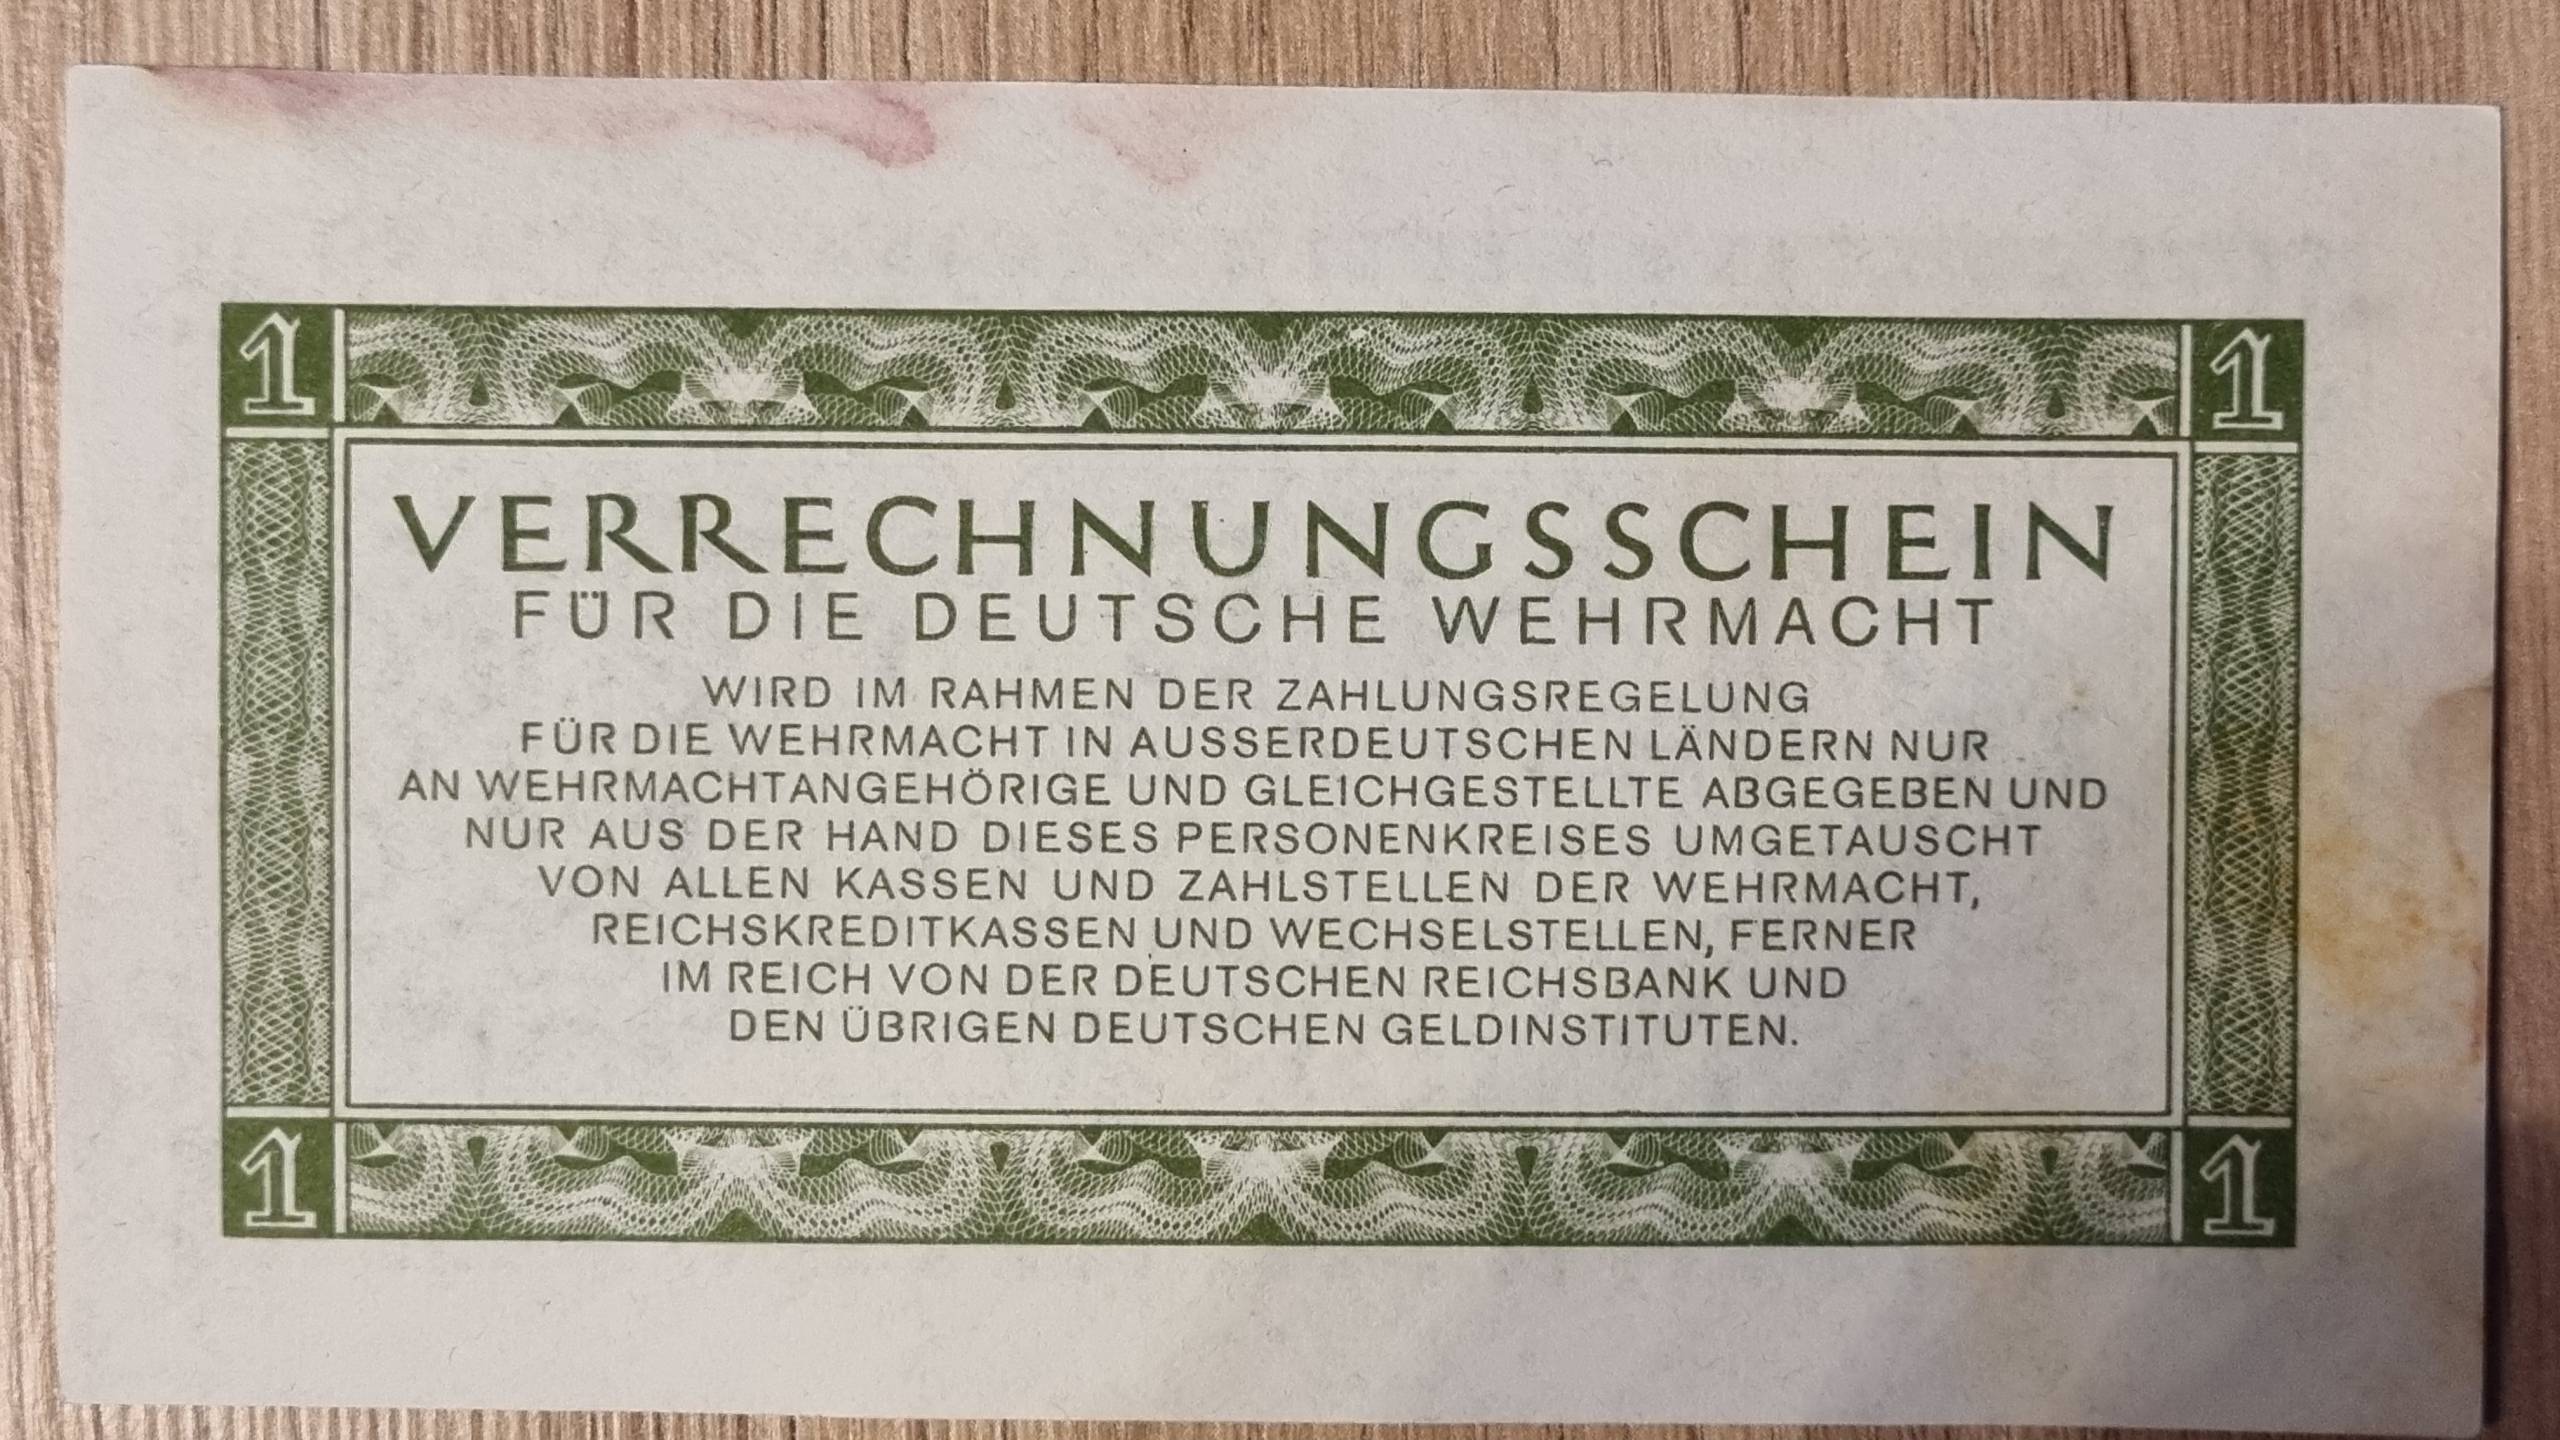 1 1
VERRECHNUNGSSCHEIN
FÜR DIE DEUTSCHE WEHRMACHT
WIRD IM RAHMEN DER ZAHLUNGSREGELUNG
FÜR DIE WEHRMACHT IN AUSSERDEUTSCHEN LÄNDERN NUR
AN WEHRMACHTANGEHÖRIGE UND GLEICHGESTELLTE ABGEGEBEN UND
NUR AUS DER HAND DIESES PERSONENKREISES UMGETAUSCHT
VON ALLEN KASSEN UND ZAHLSTELLEN DER WEHRMACHT,
REICHSKREDITKASSEN UND WECHSELSTELLEN, FERNER
IM REICH VON DER DEUTSCHEN REICHSBANK UND
DEN ÜBRIGEN DEUTSCHEN GELDINSTITUTEN.
1 1